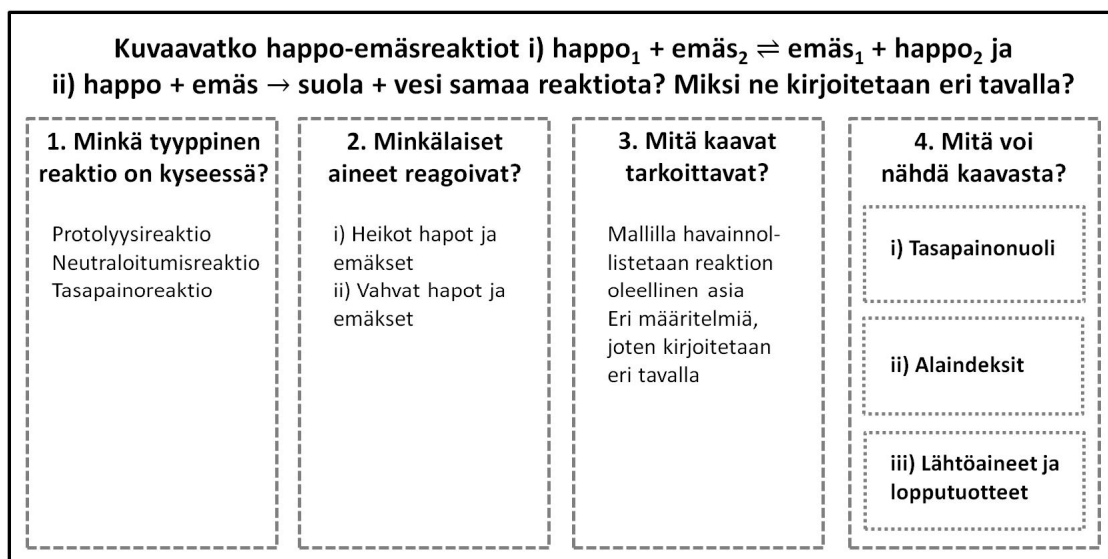 Kuvaavatko happo-emäsreaktiot i) happo₁ + emäs₂ ⇌ emäs₁ + happo₂ ja
ii) happo + emäs → suola + vesi samaa reaktiota? Miksi ne kirjoitetaan eri tavalla?
1. Minkä tyyppinen
reaktio on kyseessä?
Protolyysireaktio
Neutraloitumisreaktio
Tasapainoreaktio
2. Minkälaiset
aineet reagoivat?
i) Heikot hapot ja
emäkset
ii) Vahvat hapot ja
emäkset
3. Mitä kaavat
tarkoittavat?
Mallilla havainnol-
listetaan reaktion
oleellinen asia
Eri määritelmiä,
joten kirjoitetaan
eri tavalla
4. Mitä voi
nähdä kaavasta?
i) Tasapainonuoli
ii) Alaindeksit
iii) Lähtöaineet ja
lopputuotteet